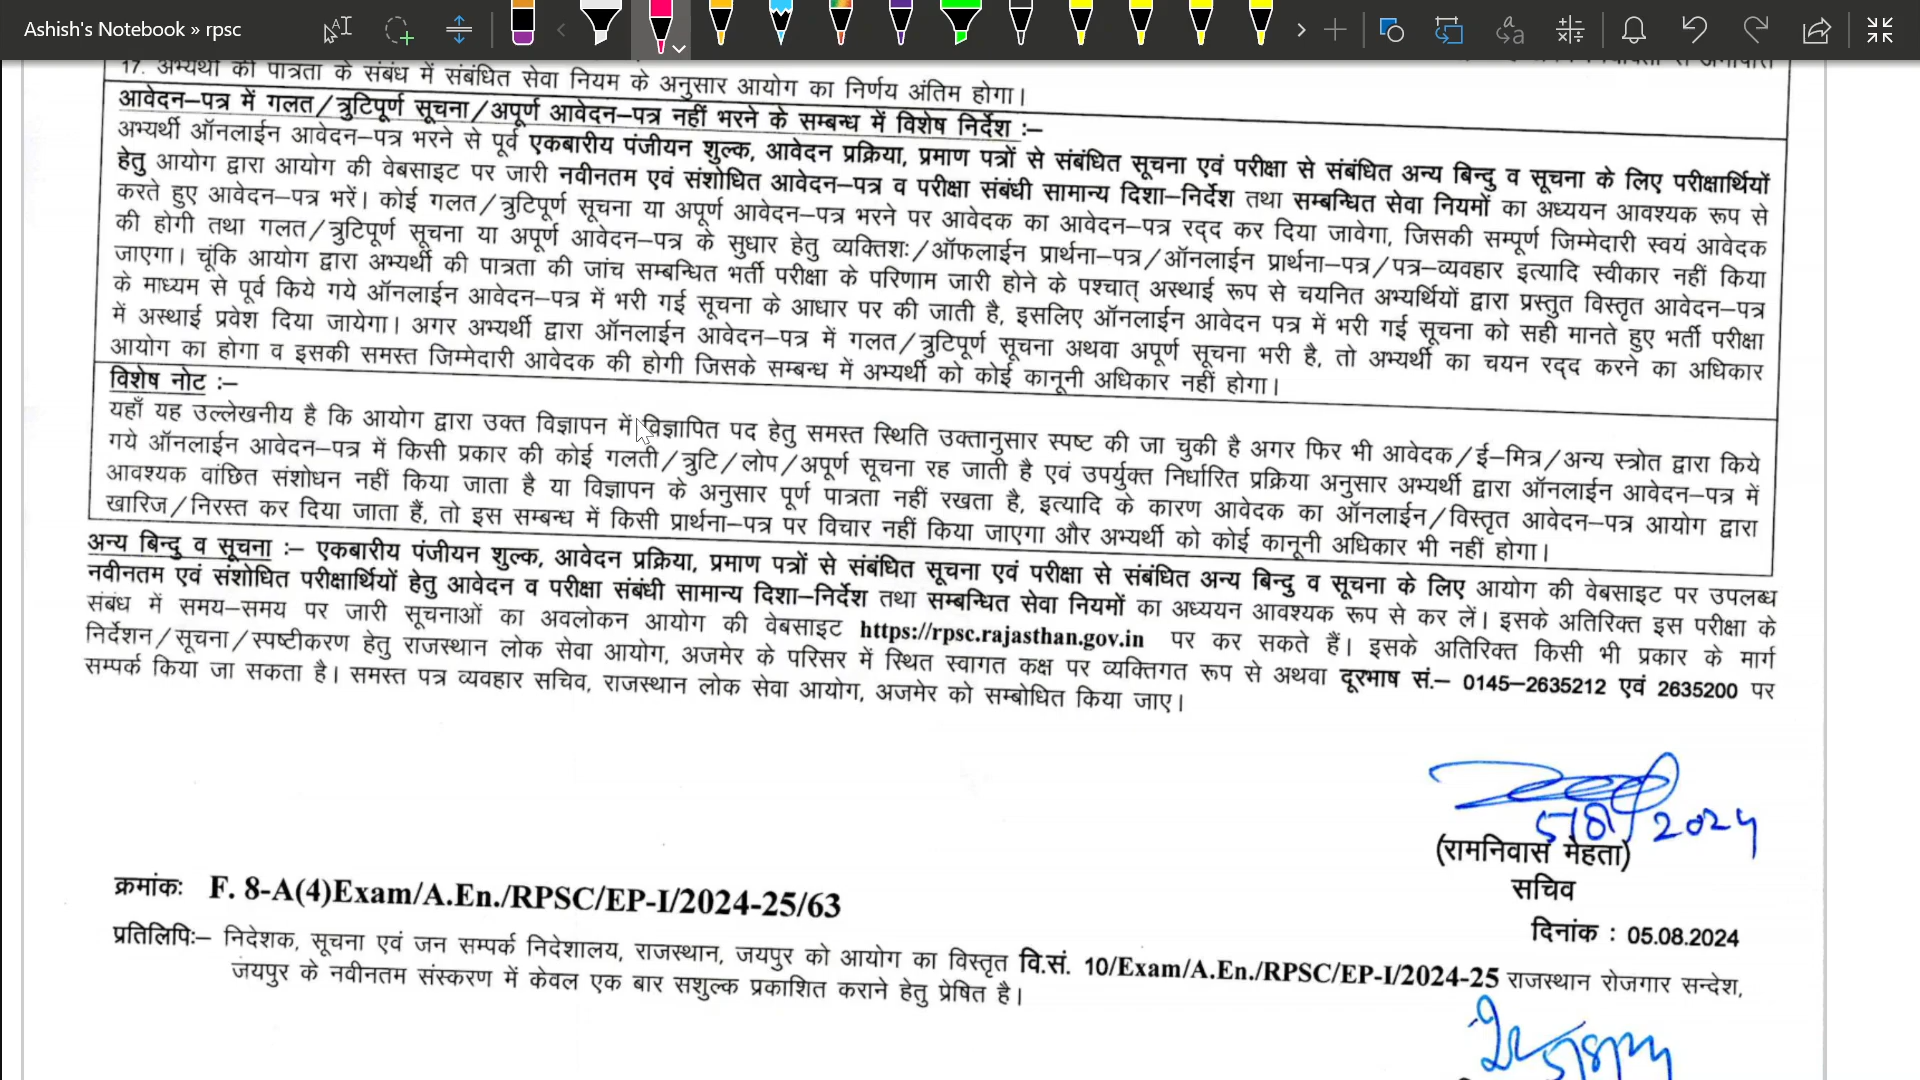 Ashish's Notebook » rpsc
17. अभ्यर्थी की पात्रता के संबंध में संबंधित सेवा नियम के अनुसार आयोग का निर्णय अंतिम होगा।
आवेदन–पत्र में गलत/त्रुटिपूर्ण सूचना/अपूर्ण आवेदन–पत्र नहीं भरने के सम्बन्ध में विशेष निर्देश :–
अभ्यर्थी ऑनलाईन आवेदन–पत्र भरने से पूर्व एकबारीय पंजीयन शुल्क, आवेदन प्रक्रिया, प्रमाण पत्रों से संबंधित सूचना एवं परीक्षा से संबंधित अन्य बिन्दु व सूचना के लिए परीक्षार्थियों
हेतु आयोग द्वारा आयोग की वेबसाइट पर जारी नवीनतम एवं संशोधित आवेदन–पत्र व परीक्षा संबंधी सामान्य दिशा–निर्देश तथा सम्बन्धित सेवा नियमों का अध्ययन आवश्यक रूप से
करते हुए आवेदन–पत्र भरें। कोई गलत/त्रुटिपूर्ण सूचना या अपूर्ण आवेदन–पत्र भरने पर आवेदक का आवेदन–पत्र रद्द कर दिया जावेगा, जिसकी सम्पूर्ण जिम्मेदारी स्वयं आवेदक
की होगी तथा गलत/त्रुटिपूर्ण सूचना या अपूर्ण आवेदन–पत्र के सुधार हेतु व्यक्तिशः/ऑफलाईन प्रार्थना–पत्र/ऑनलाईन प्रार्थना–पत्र/पत्र–व्यवहार इत्यादि स्वीकार नहीं किया
जाएगा। चूंकि आयोग द्वारा अभ्यर्थी की पात्रता की जांच सम्बन्धित भर्ती परीक्षा के परिणाम जारी होने के पश्चात् अस्थाई रूप से चयनित अभ्यर्थियों द्वारा प्रस्तुत विस्तृत आवेदन–पत्र
के माध्यम से पूर्व किये गये ऑनलाईन आवेदन–पत्र में भरी गई सूचना के आधार पर की जाती है, इसलिए ऑनलाईन आवेदन पत्र में भरी गई सूचना को सही मानते हुए भर्ती परीक्षा
में अस्थाई प्रवेश दिया जायेगा। अगर अभ्यर्थी द्वारा ऑनलाईन आवेदन–पत्र में गलत/त्रुटिपूर्ण सूचना अथवा अपूर्ण सूचना भरी है, तो अभ्यर्थी का चयन रद्द करने का अधिकार
आयोग का होगा व इसकी समस्त जिम्मेदारी आवेदक की होगी जिसके सम्बन्ध में अभ्यर्थी को कोई कानूनी अधिकार नहीं होगा।
विशेष नोट :–
यहाँ यह उल्लेखनीय है कि आयोग द्वारा उक्त विज्ञापन में विज्ञापित पद हेतु समस्त स्थिति उक्तानुसार स्पष्ट की जा चुकी है अगर फिर भी आवेदक/ई–मित्र/अन्य स्त्रोत द्वारा किये
गये ऑनलाईन आवेदन–पत्र में किसी प्रकार की कोई गलती/त्रुटि/लोप/अपूर्ण सूचना रह जाती है एवं उपर्युक्त निर्धारित प्रक्रिया अनुसार अभ्यर्थी द्वारा ऑनलाईन आवेदन–पत्र में
आवश्यक वांछित संशोधन नहीं किया जाता है या विज्ञापन के अनुसार पूर्ण पात्रता नहीं रखता है, इत्यादि के कारण आवेदक का ऑनलाईन/विस्तृत आवेदन–पत्र आयोग द्वारा
खारिज/निरस्त कर दिया जाता हैं, तो इस सम्बन्ध में किसी प्रार्थना–पत्र पर विचार नहीं किया जाएगा और अभ्यर्थी को कोई कानूनी अधिकार भी नहीं होगा।
अन्य बिन्दु व सूचना :– एकबारीय पंजीयन शुल्क, आवेदन प्रक्रिया, प्रमाण पत्रों से संबंधित सूचना एवं परीक्षा से संबंधित अन्य बिन्दु व सूचना के लिए आयोग की वेबसाइट पर उपलब्ध
नवीनतम एवं संशोधित परीक्षार्थियों हेतु आवेदन व परीक्षा संबंधी सामान्य दिशा–निर्देश तथा सम्बन्धित सेवा नियमों का अध्ययन आवश्यक रूप से कर लें। इसके अतिरिक्त इस परीक्षा के
संबंध में समय–समय पर जारी सूचनाओं का अवलोकन आयोग की वेबसाइट https://rpsc.rajasthan.gov.in पर कर सकते हैं। इसके अतिरिक्त किसी भी प्रकार के मार्ग
निर्देशन/सूचना/स्पष्टीकरण हेतु राजस्थान लोक सेवा आयोग, अजमेर के परिसर में स्थित स्वागत कक्ष पर व्यक्तिगत रूप से अथवा दूरभाष सं.– 0145–2635212 एवं 2635200 पर
सम्पर्क किया जा सकता है। समस्त पत्र व्यवहार सचिव, राजस्थान लोक सेवा आयोग, अजमेर को सम्बोधित किया जाए।
2024
(रामनिवास मेहता)
सचिव
क्रमांकः F. 8-A(4)Exam/A.En./RPSC/EP-I/2024-25/63
दिनांक : 05.08.2024
प्रतिलिपिः– निदेशक, सूचना एवं जन सम्पर्क निदेशालय, राजस्थान, जयपुर को आयोग का विस्तृत वि.सं. 10/Exam/A.En./RPSC/EP-I/2024-25 राजस्थान रोजगार सन्देश,
जयपुर के नवीनतम संस्करण में केवल एक बार सशुल्क प्रकाशित कराने हेतु प्रेषित है।